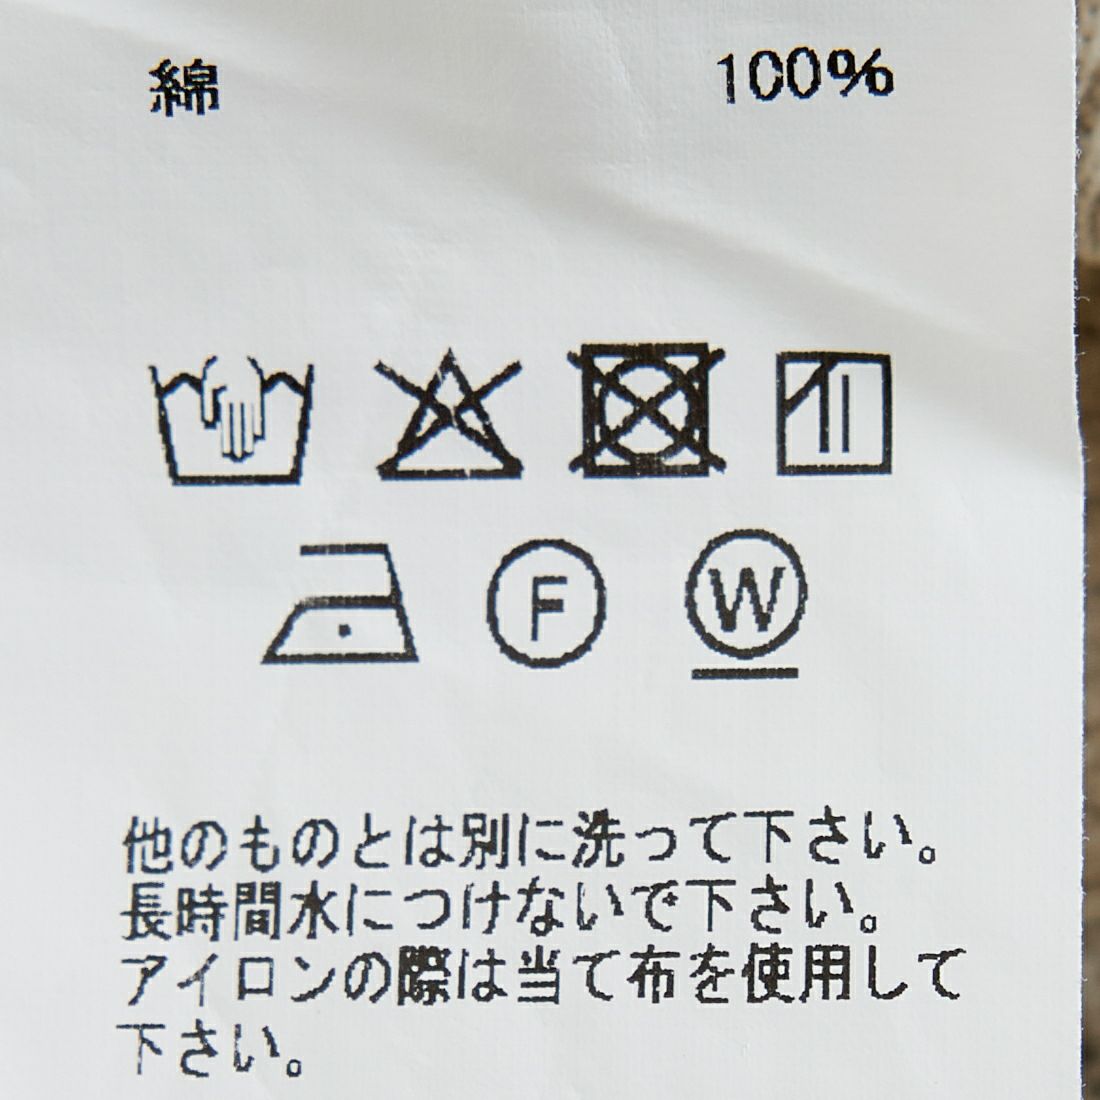 綿 100%
F W
他のものとは別に洗って下さい。
長時間水につけないで下さい。
アイロンの際は当て布を使用して
下さい。